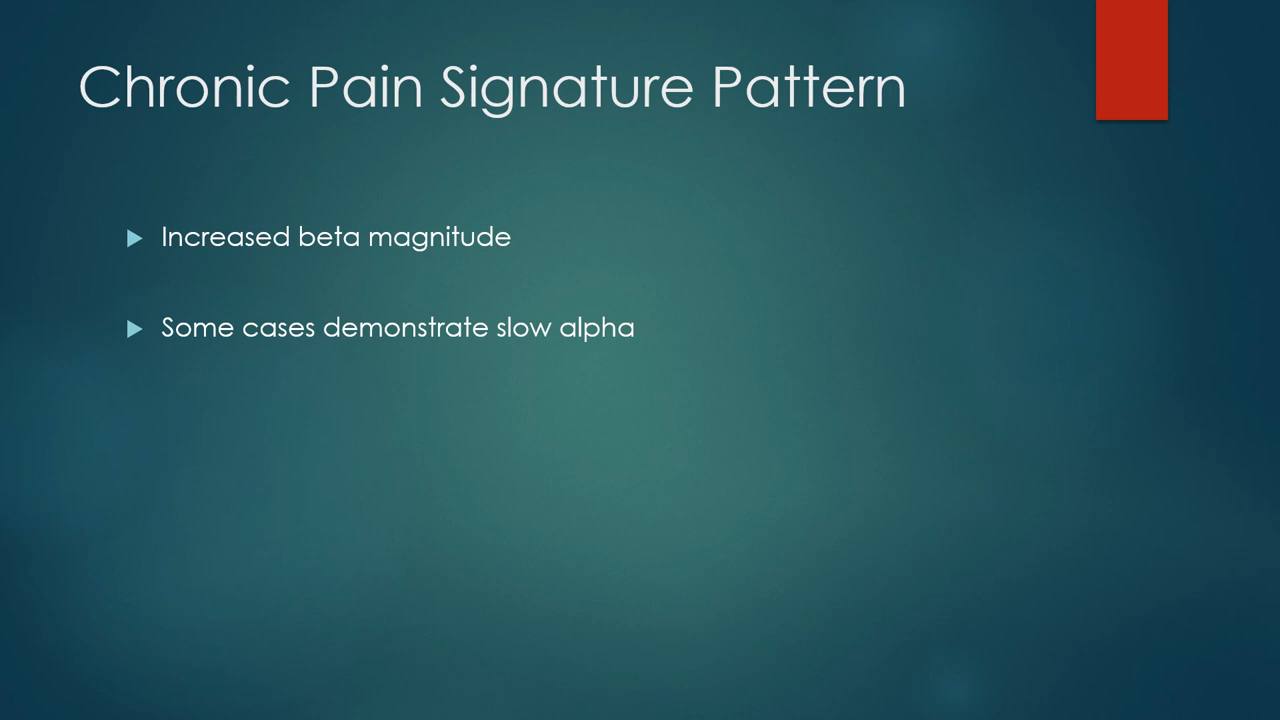 Chronic Pain Signature Pattern
Increased beta magnitude
Some cases demonstrate slow alpha